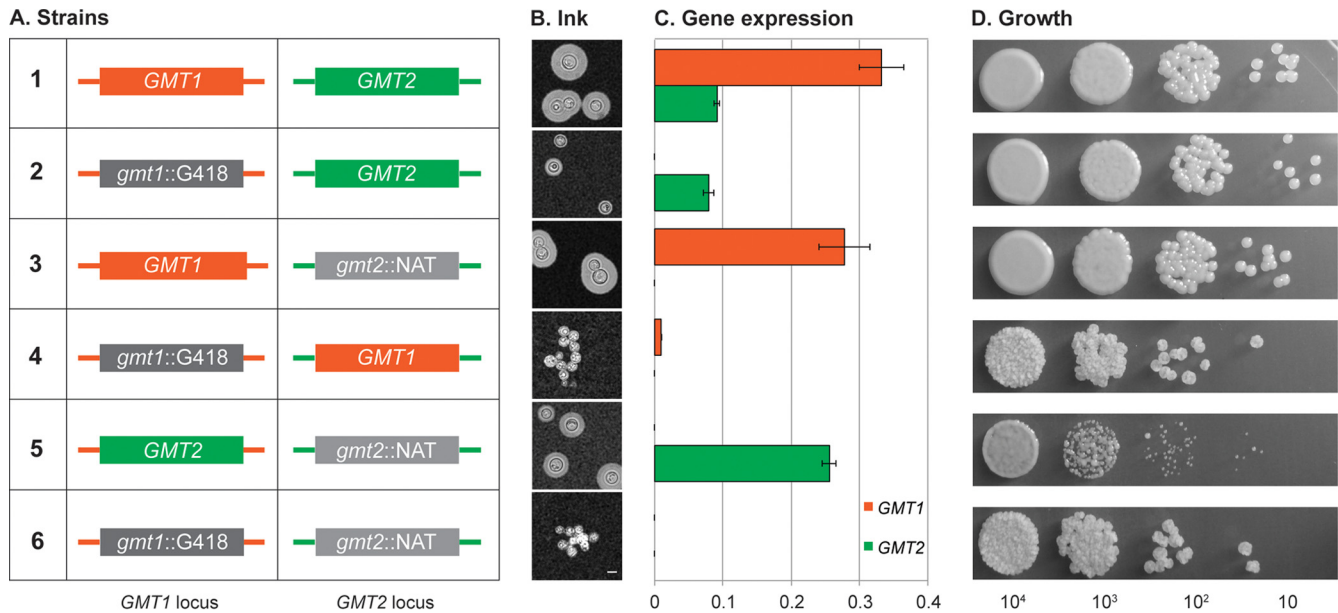 A. Strains B. Ink C. Gene expression D. Growth
1 GMT1 GMT2
2 gmt1::G418 GMT2
3 GMT1 gmt2::NAT
4 gmt1::G418 GMT1
5 GMT2 gmt2::NAT
6 gmt1::G418 gmt2::NAT
GMT1
GMT2
GMT1 locus GMT2 locus 0 0.1 0.2 0.3 0.4 10⁴ 10³ 10² 10